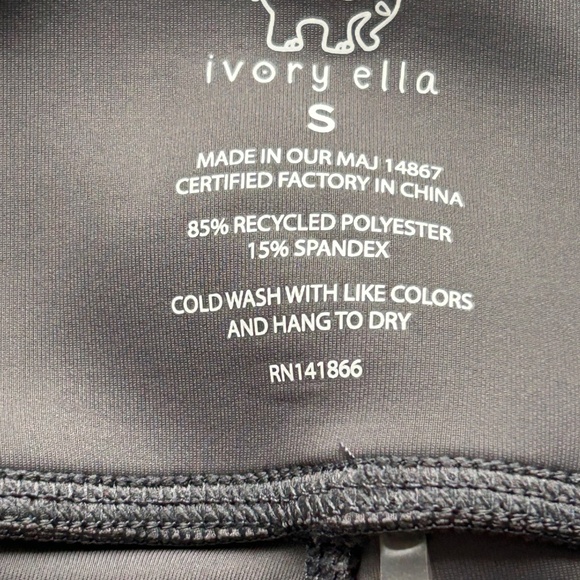 ivory ella
S
MADE IN OUR MAJ 14867
CERTIFIED FACTORY IN CHINA
85% RECYCLED POLYESTER
15% SPANDEX
COLD WASH WITH LIKE COLORS
AND HANG TO DRY
RN141866